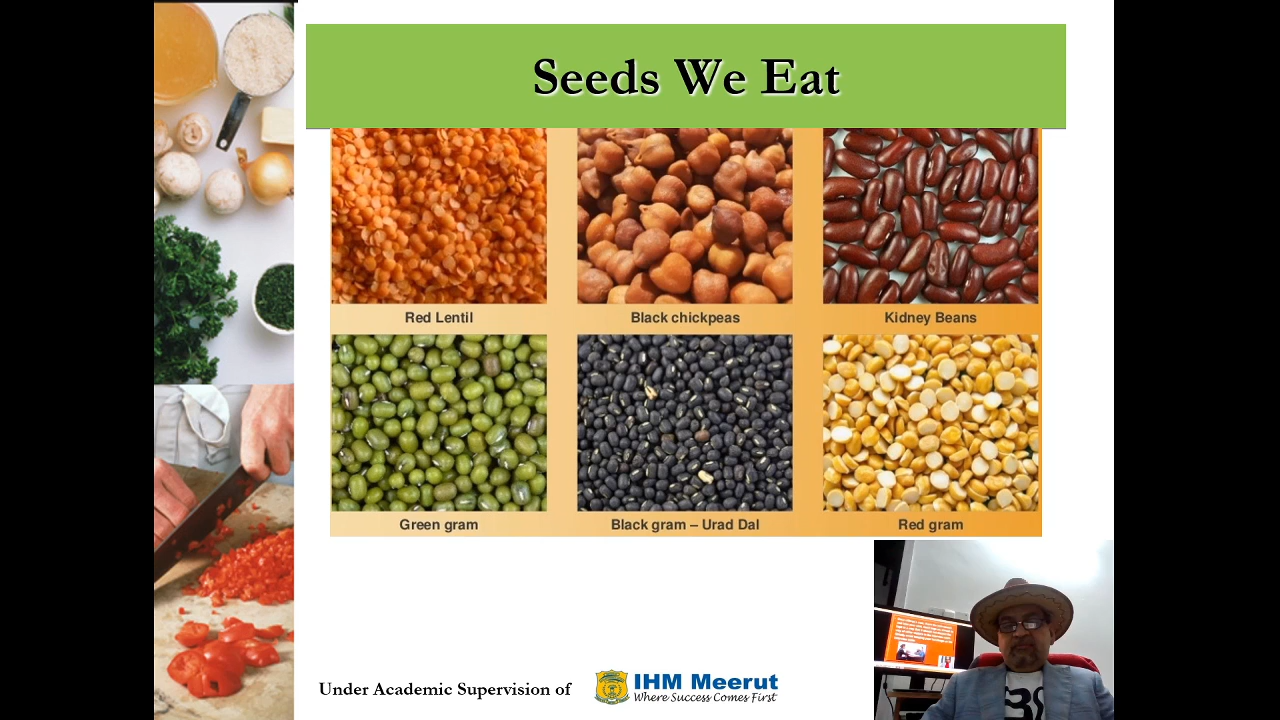 Seeds We Eat
Red Lentil
Black chickpeas
Kidney Beans
Green gram
Black gram – Urad Dal
Red gram
Under Academic Supervision of
IHM Meerut
Where Success Comes First